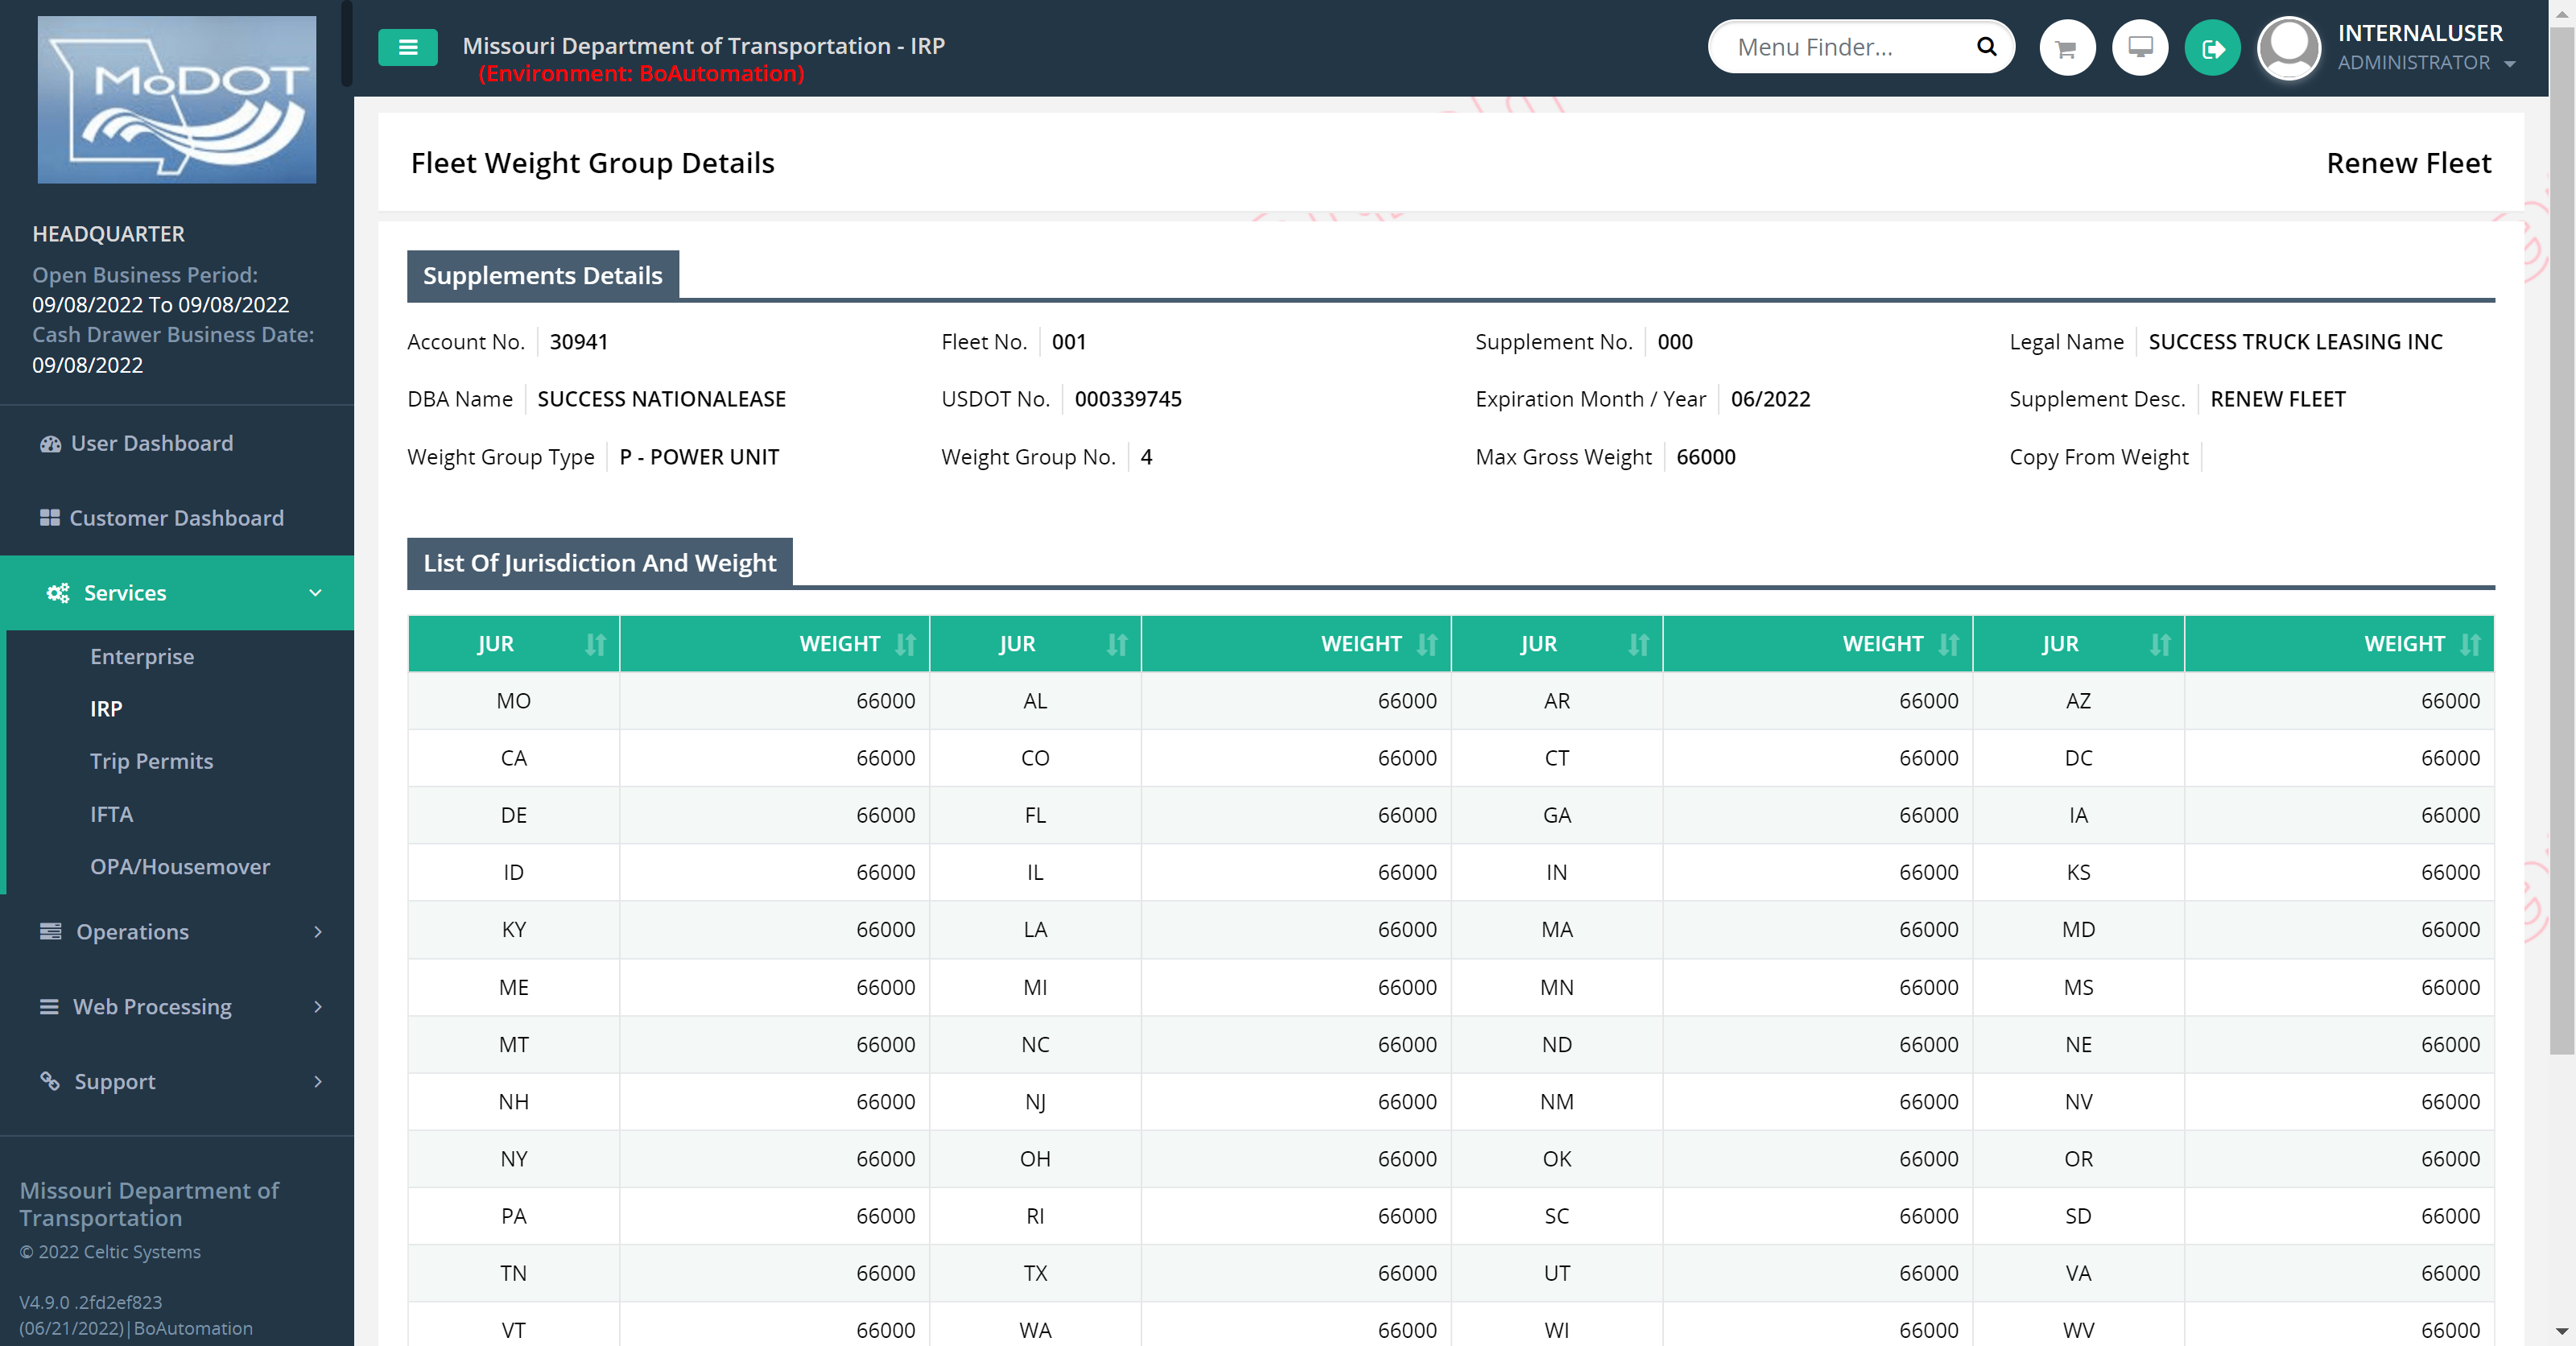 MoDOT
Missouri Department of Transportation - IRP
(Environment: BoAutomation)
Menu Finder...
INTERNALUSER
ADMINISTRATOR
HEADQUARTER
Open Business Period:
09/08/2022 To 09/08/2022
Cash Drawer Business Date:
09/08/2022
User Dashboard
Customer Dashboard
Services
Enterprise
IRP
Trip Permits
IFTA
OPA/Housemover
Operations
Web Processing
Support
Missouri Department of
Transportation
© 2022 Celtic Systems
V4.9.0 .2fd2ef823
(06/21/2022)|BoAutomation
Fleet Weight Group Details
Renew Fleet
Supplements Details
Account No. 30941 Fleet No. 001 Supplement No. 000 Legal Name SUCCESS TRUCK LEASING INC
DBA Name SUCCESS NATIONALEASE USDOT No. 000339745 Expiration Month / Year 06/2022 Supplement Desc. RENEW FLEET
Weight Group Type P - POWER UNIT Weight Group No. 4 Max Gross Weight 66000 Copy From Weight
List Of Jurisdiction And Weight
JUR WEIGHT JUR WEIGHT JUR WEIGHT JUR WEIGHT
MO 66000 AL 66000 AR 66000 AZ 66000
CA 66000 CO 66000 CT 66000 DC 66000
DE 66000 FL 66000 GA 66000 IA 66000
ID 66000 IL 66000 IN 66000 KS 66000
KY 66000 LA 66000 MA 66000 MD 66000
ME 66000 MI 66000 MN 66000 MS 66000
MT 66000 NC 66000 ND 66000 NE 66000
NH 66000 NJ 66000 NM 66000 NV 66000
NY 66000 OH 66000 OK 66000 OR 66000
PA 66000 RI 66000 SC 66000 SD 66000
TN 66000 TX 66000 UT 66000 VA 66000
VT 66000 WA 66000 WI 66000 WV 66000